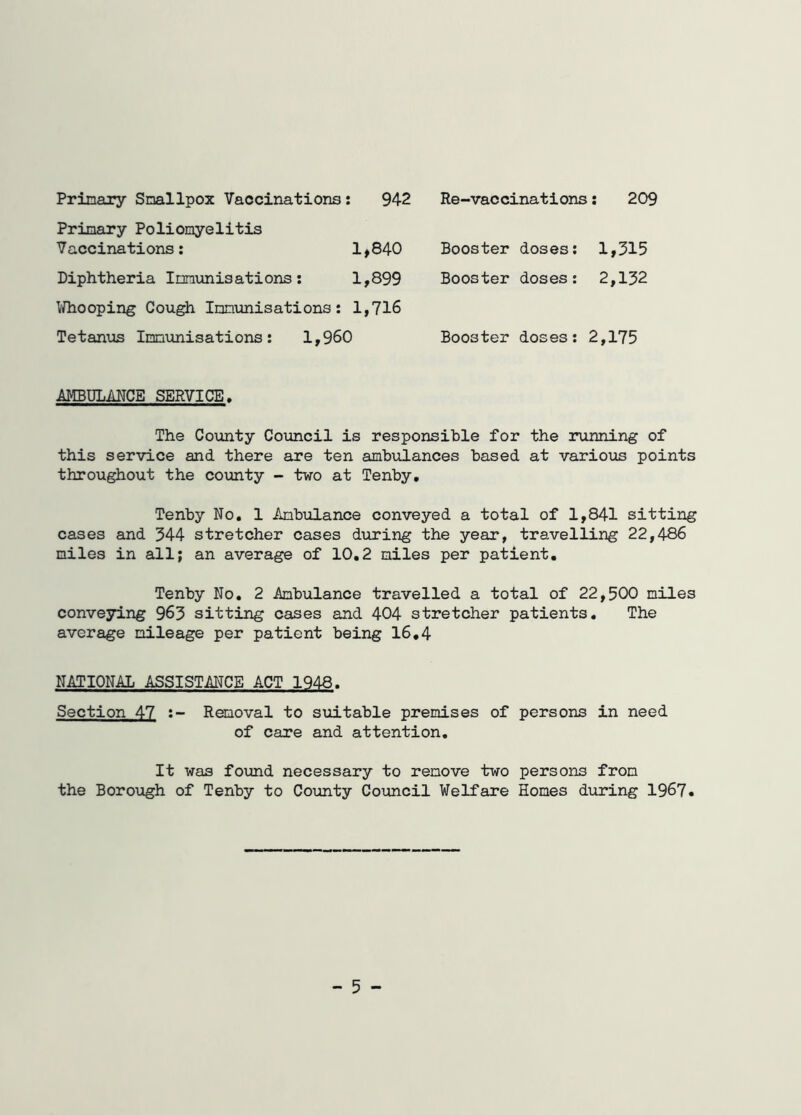 Primary Smallpox Vaccinations: 942 Re-vaccinations: 209
Primary Poliomyelitis
Vaccinations: 1,840 Booster doses: 1,315
Diphtheria Immunisations: 1,899 Booster doses: 2,132
Whooping Cough Immunisations: 1,716
Tetanus Immunisations: 1,960 Booster doses: 2,175
AMBULANCE SERVICE.
The County Council is responsible for the running of
this service and there are ten ambulances based at various points
throughout the county - two at Tenby.
Tenby No. 1 Ambulance conveyed a total of 1,841 sitting
cases and 344 stretcher cases during the year, travelling 22,486
miles in all; an average of 10.2 miles per patient.
Tenby No. 2 Ambulance travelled a total of 22,500 miles
conveying 963 sitting cases and 404 stretcher patients. The
average mileage per patient being 16.4
NATIONAL ASSISTANCE ACT 1948.
Section 47 :- Removal to suitable premises of persons in need
of care and attention.
It was found necessary to remove two persons from
the Borough of Tenby to County Council Welfare Homes during 1967.
- 5 -